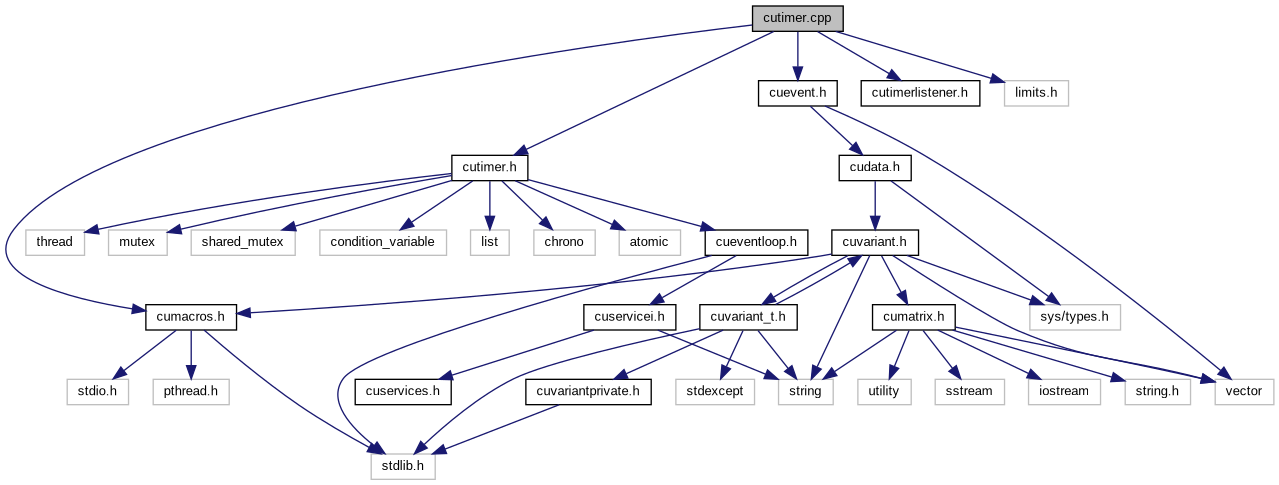 cutimer.cpp
cuevent.h
cutimerlistener.h
limits.h
cutimer.h
cudata.h
thread
mutex
shared_mutex
condition_variable
list
chrono
atomic
cueventloop.h
cuvariant.h
cumacros.h
cuservicei.h
cuvariant_t.h
cumatrix.h
sys/types.h
stdio.h
pthread.h
cuservices.h
cuvariantprivate.h
stdexcept
string
utility
sstream
iostream
string.h
vector
stdlib.h